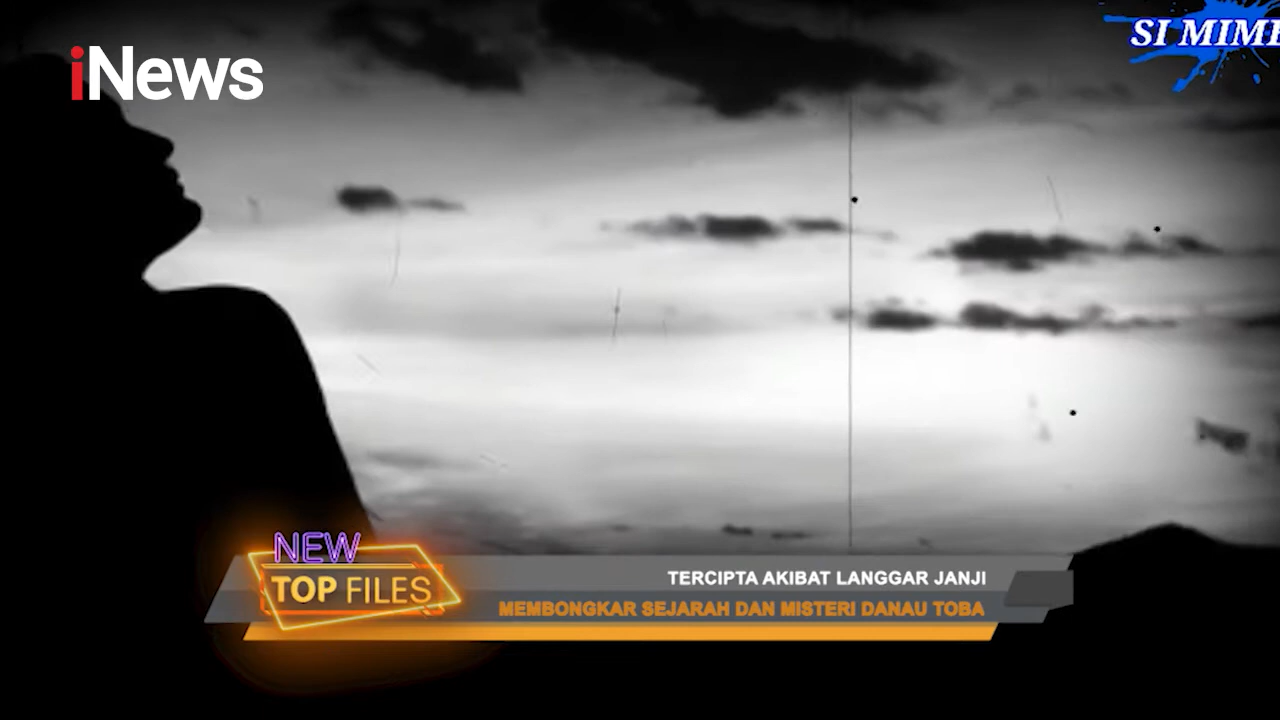 iNews
SI MIMI
NEW
TOP FILES
TERCIPTA AKIBAT LANGGAR JANJI
MEMBONGKAR SEJARAH DAN MISTERI DANAU TOBA